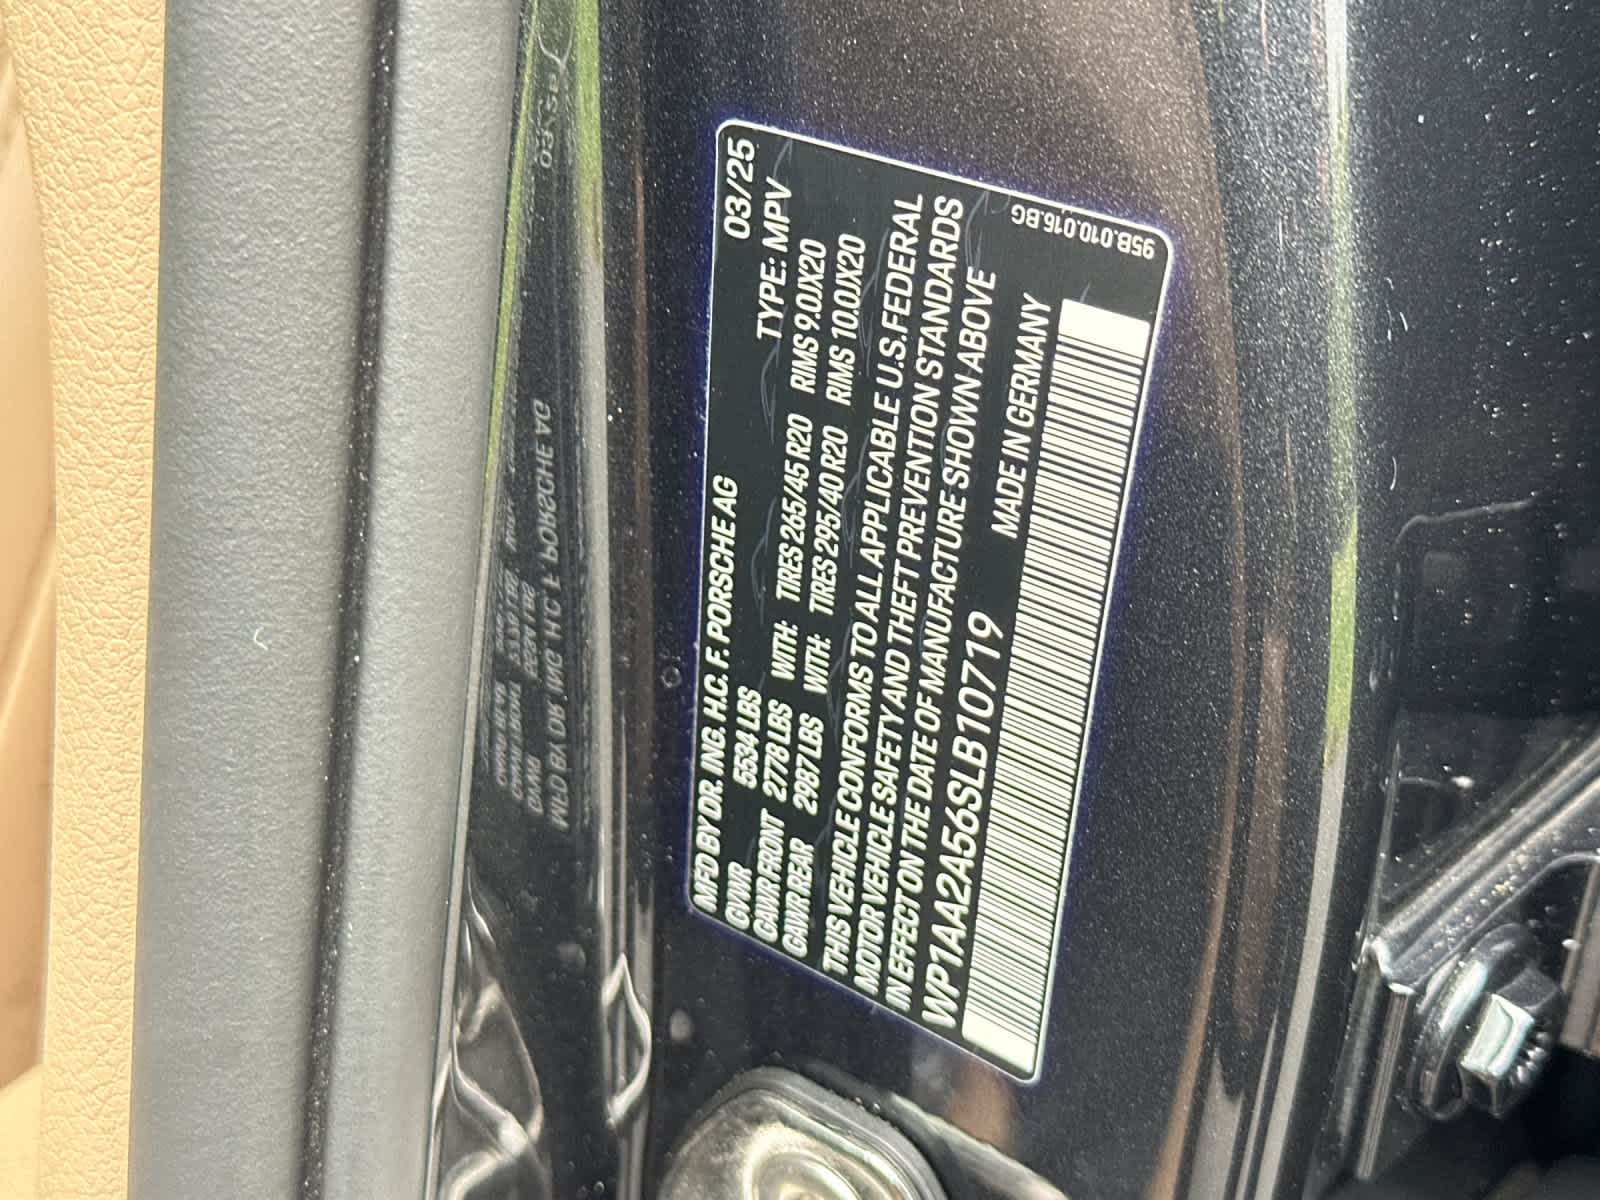 MFD BY DR. ING. H.C. F. PORSCHE AG 03/25
GVWR 5534 LBS TYPE: MPV
GAWR FRONT 2778 LBS WITH: TIRES 265/45 R20 RIMS 9.0JX20
GAWR REAR 2987 LBS WITH: TIRES 295/40 R20 RIMS 10.0JX20
THIS VEHICLE CONFORMS TO ALL APPLICABLE U.S. FEDERAL
MOTOR VEHICLE SAFETY AND THEFT PREVENTION STANDARDS
IN EFFECT ON THE DATE OF MANUFACTURE SHOWN ABOVE
WP1AA2A56SLB10719 MADE IN GERMANY
95B.010.016.BG